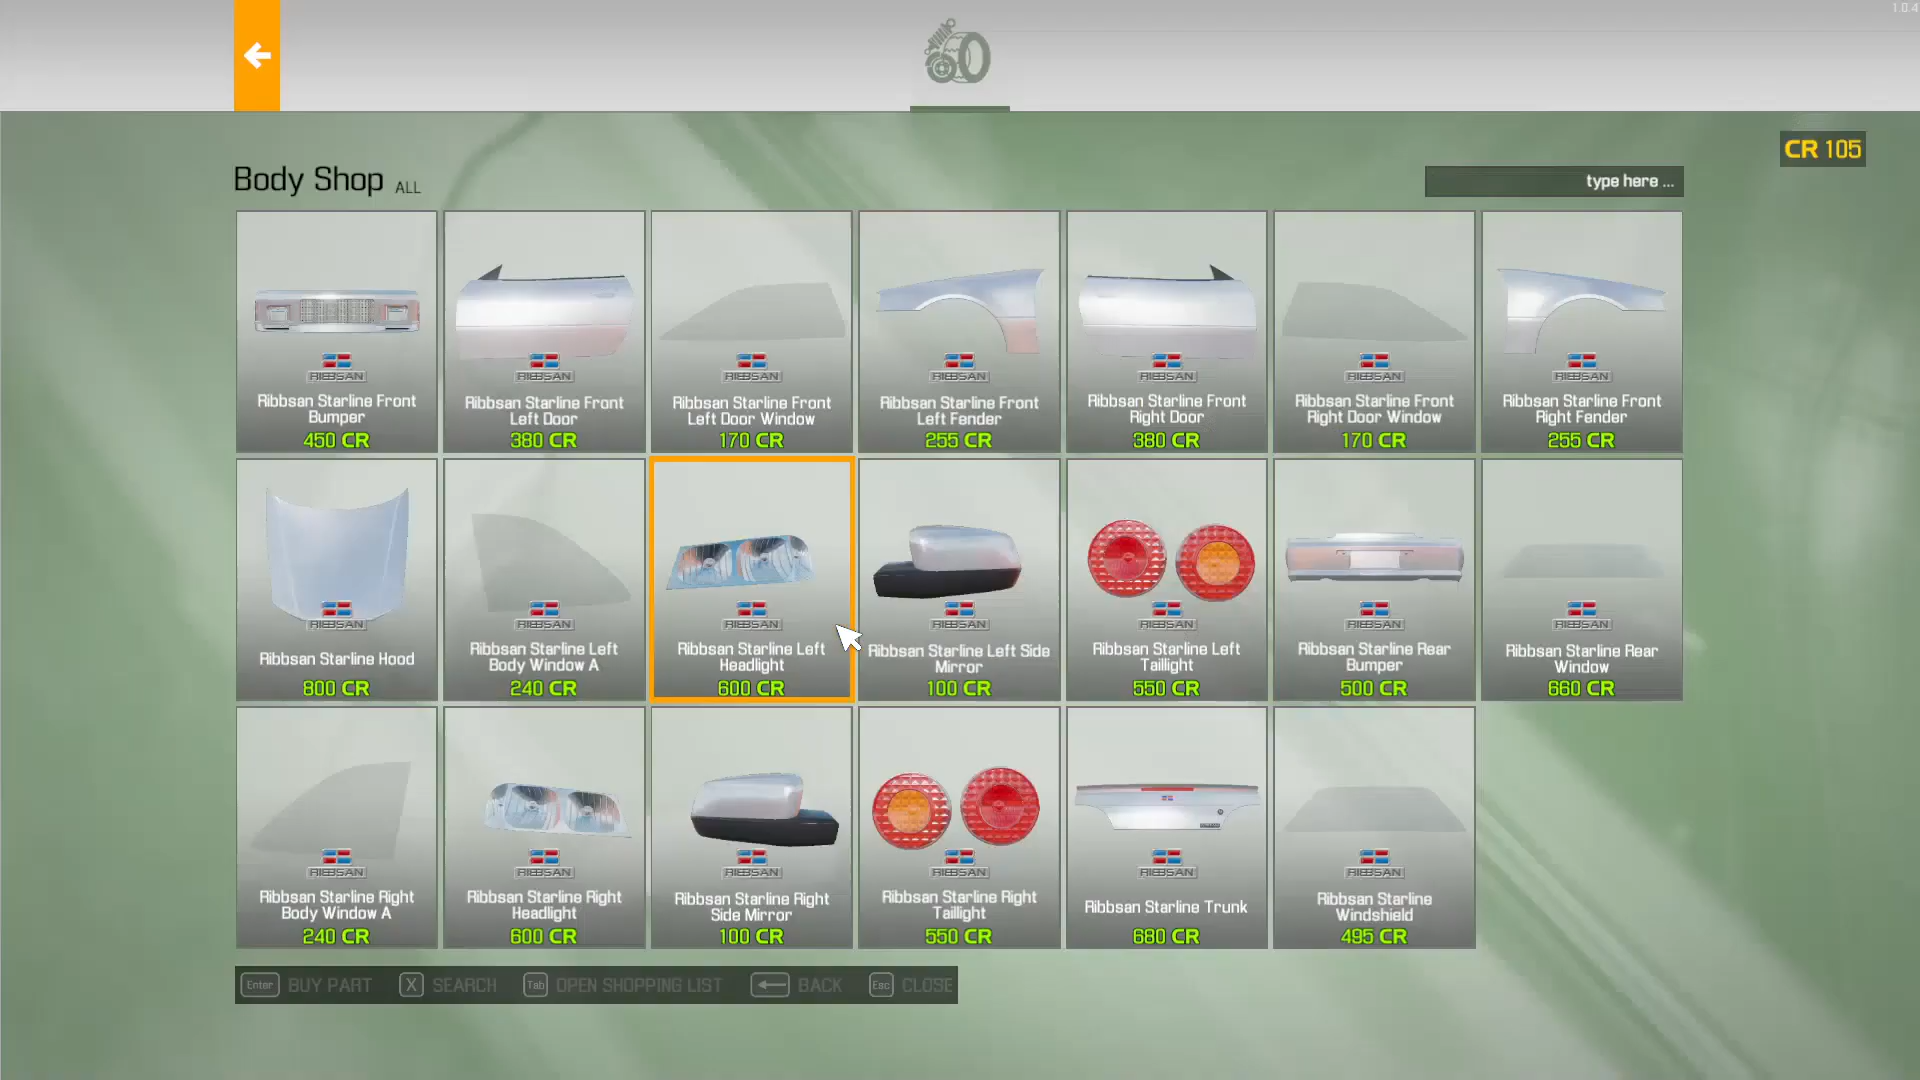 1.0.4
CR 105
Body Shop ALL
type here ...
RIBBSAN
Ribbsan Starline Front
Bumper
450 CR
RIBBSAN
Ribbsan Starline Front
Left Door
380 CR
RIBBSAN
Ribbsan Starline Front
Left Door Window
170 CR
RIBBSAN
Ribbsan Starline Front
Left Fender
255 CR
RIBBSAN
Ribbsan Starline Front
Right Door
380 CR
RIBBSAN
Ribbsan Starline Front
Right Door Window
170 CR
RIBBSAN
Ribbsan Starline Front
Right Fender
255 CR
RIBBSAN
Ribbsan Starline Hood
800 CR
RIBBSAN
Ribbsan Starline Left
Body Window A
240 CR
RIBBSAN
Ribbsan Starline Left
Headlight
600 CR
RIBBSAN
Ribbsan Starline Left Side
Mirror
100 CR
RIBBSAN
Ribbsan Starline Left
Taillight
550 CR
RIBBSAN
Ribbsan Starline Rear
Bumper
500 CR
RIBBSAN
Ribbsan Starline Rear
Window
660 CR
RIBBSAN
Ribbsan Starline Right
Body Window A
240 CR
RIBBSAN
Ribbsan Starline Right
Headlight
600 CR
RIBBSAN
Ribbsan Starline Right
Side Mirror
100 CR
RIBBSAN
Ribbsan Starline Right
Taillight
550 CR
RIBBSAN
Ribbsan Starline Trunk
680 CR
RIBBSAN
Ribbsan Starline
Windshield
495 CR
Enter BUY PART X SEARCH Tab OPEN SHOPPING LIST BACK Esc CLOSE